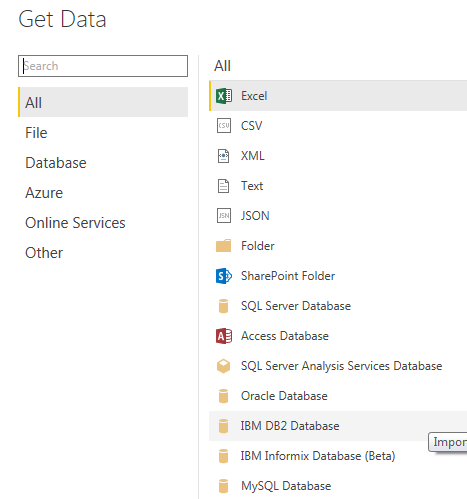 Get Data
Search
All
File
Database
Azure
Online Services
Other
All
Excel
CSV
CSV
XML
Text
JSN
JSON
Folder
SharePoint Folder
SQL Server Database
Access Database
SQL Server Analysis Services Database
Oracle Database
IBM DB2 Database
Impor
IBM Informix Database (Beta)
MySQL Database